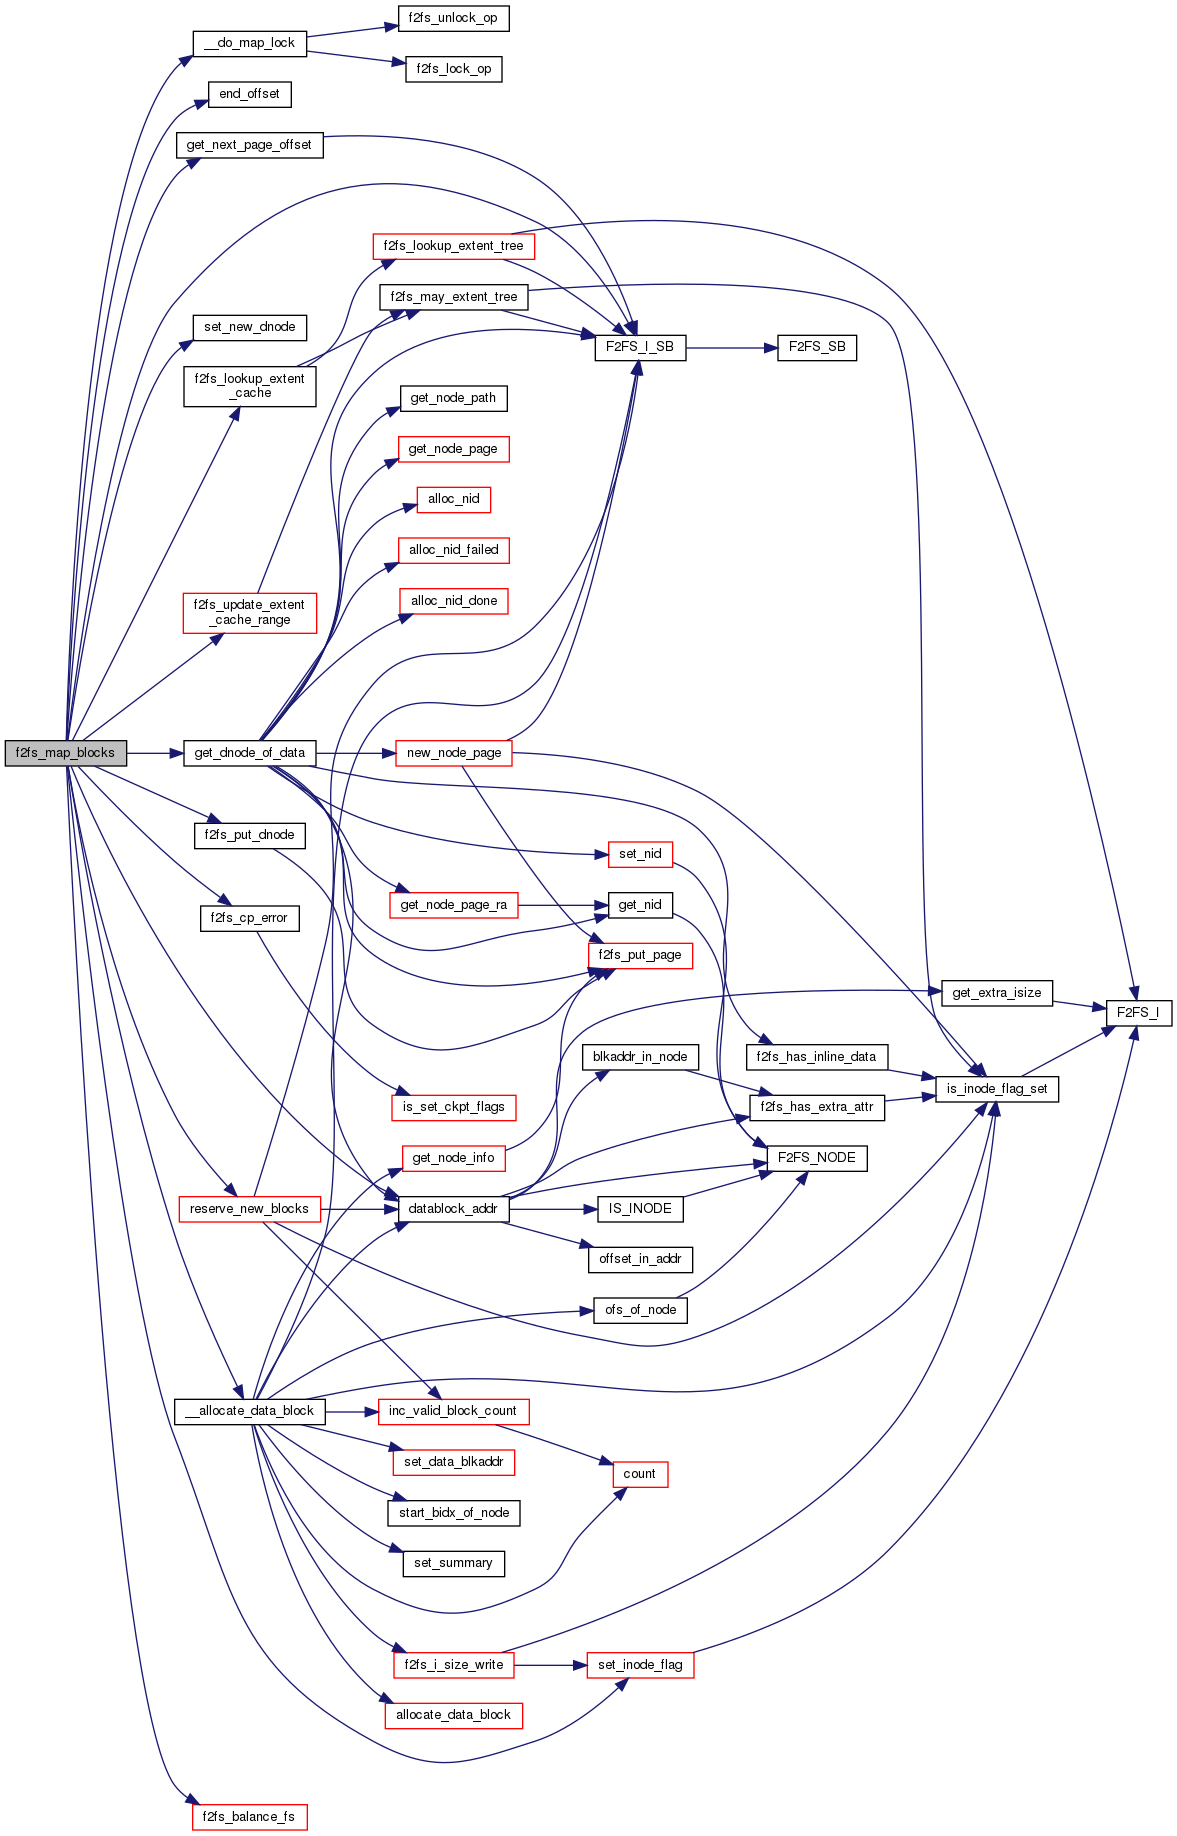 f2fs_unlock_op
__do_map_lock
f2fs_lock_op
end_offset
get_next_page_offset
f2fs_lookup_extent_tree
f2fs_may_extent_tree
set_new_dnode
F2FS_I_SB
F2FS_SB
f2fs_lookup_extent
_cache
get_node_path
get_node_page
alloc_nid
alloc_nid_failed
alloc_nid_done
f2fs_update_extent
_cache_range
f2fs_map_blocks
get_dnode_of_data
new_node_page
f2fs_put_dnode
set_nid
get_node_page_ra
get_nid
f2fs_cp_error
f2fs_put_page
get_extra_isize
F2FS_I
blkaddr_in_node
f2fs_has_inline_data
is_inode_flag_set
is_set_ckpt_flags
f2fs_has_extra_attr
get_node_info
F2FS_NODE
reserve_new_blocks
datablock_addr
IS_INODE
offset_in_addr
ofs_of_node
__allocate_data_block
inc_valid_block_count
set_data_blkaddr
count
start_bidx_of_node
set_summary
f2fs_i_size_write
set_inode_flag
allocate_data_block
f2fs_balance_fs